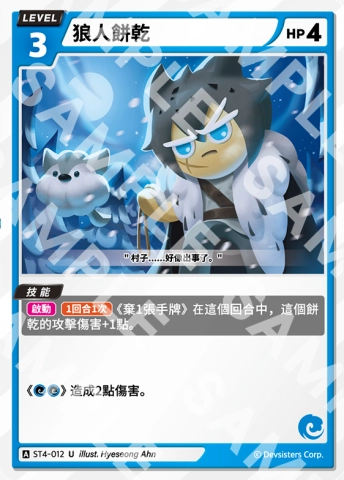 LEVEL
3
狼人餅乾
HP 4
SAMPLE
"村子......好像出事了。"
技能
啟動 1回合1次 《棄1張手牌》在這個回合中，這個餅
乾的攻擊傷害+1點。
《》造成2點傷害。
A ST4-012 U illust. Hyeseong Ahn
© Devsisters Corp.